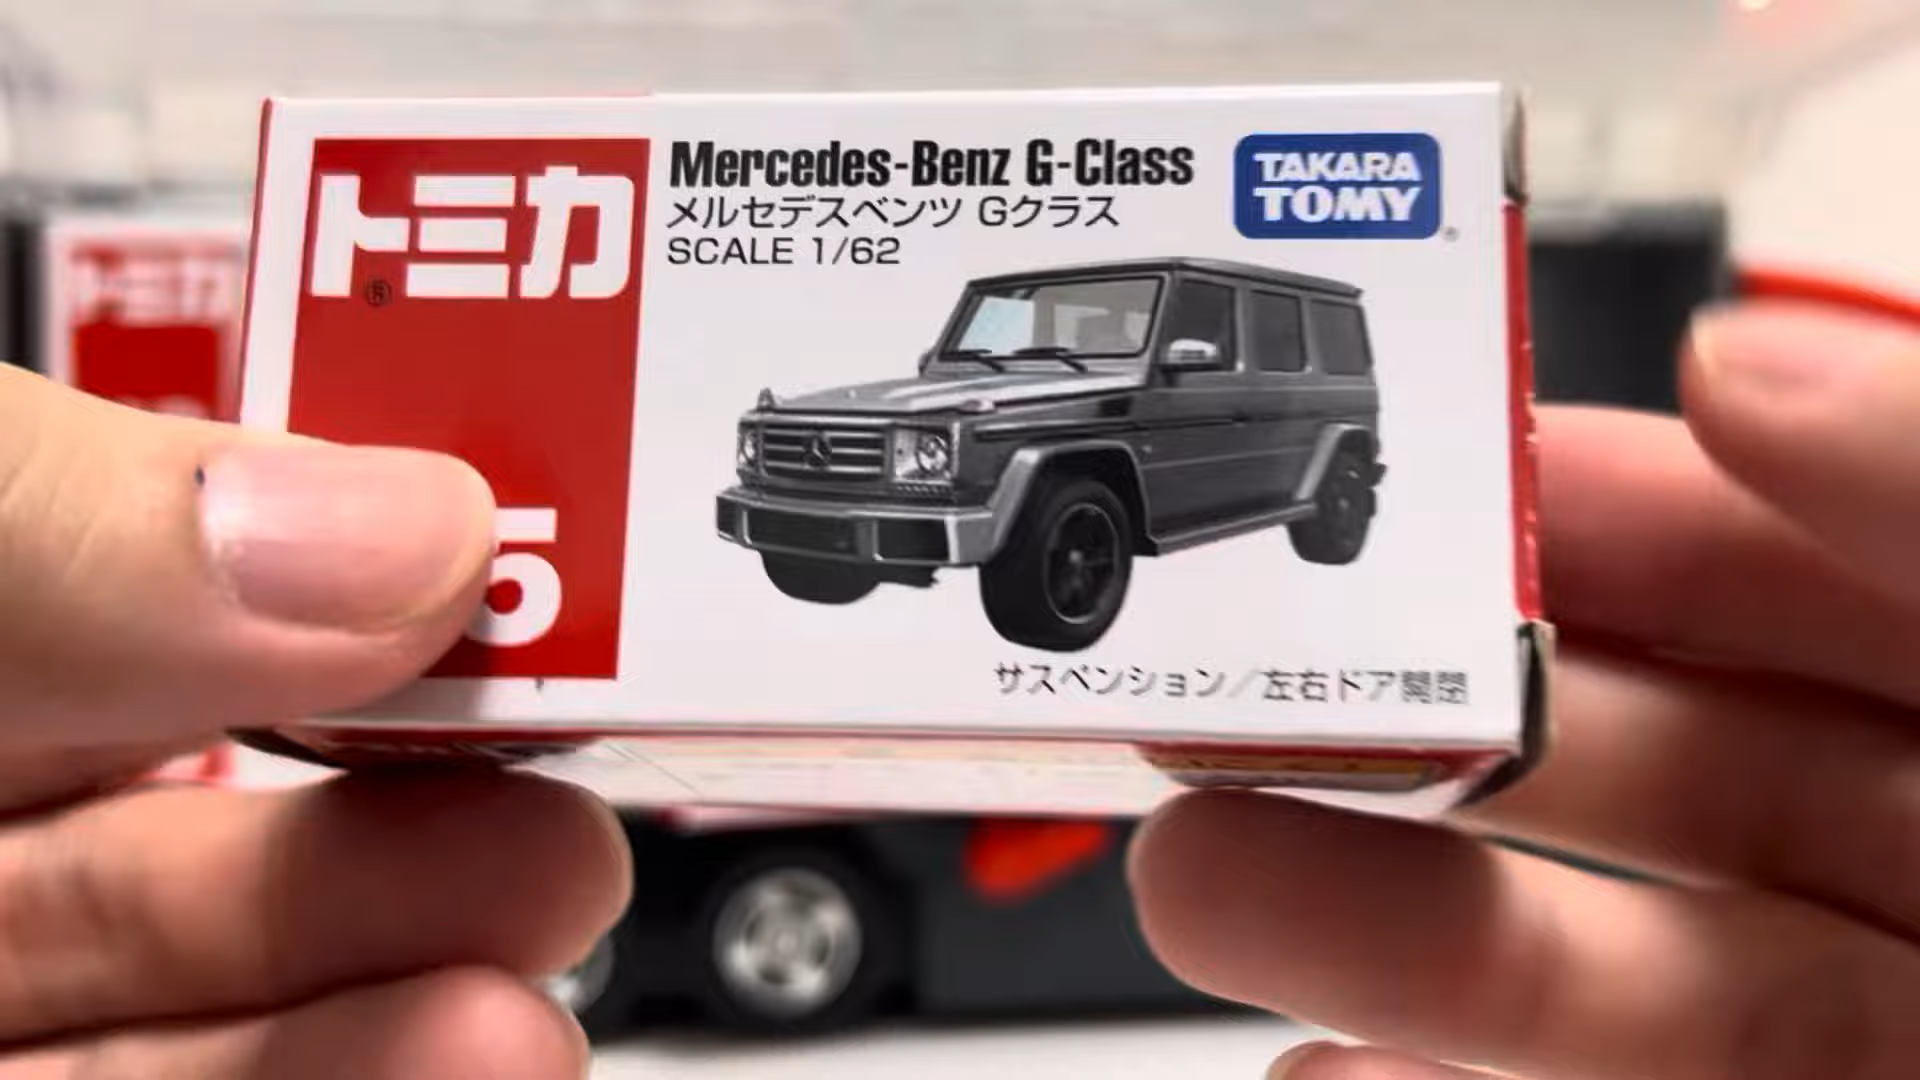 トミカ
Mercedes-Benz G-Class
メルセデスベンツ Gクラス
SCALE 1/62
TAKARA
TOMY
5
サスペンション/左右ドア開閉